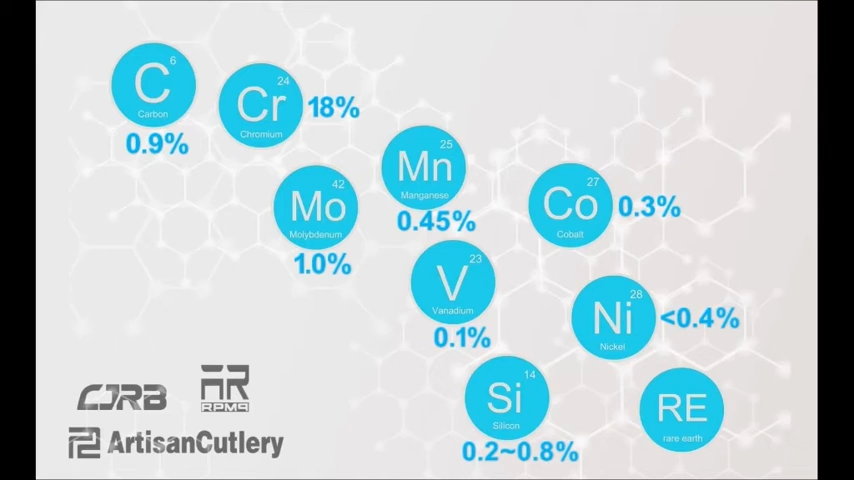 6
C
Carbon
0.9%
24
Cr
Chromium
18%
42
Mo
Molybdenum
1.0%
25
Mn
Manganese
0.45%
23
V
Vanadium
0.1%
27
Co
Cobalt
0.3%
28
Ni
Nickel
<0.4%
14
Si
Silicon
0.2~0.8%
RE
rare earth
CJRB
AR
RPM9
ArtisanCutlery